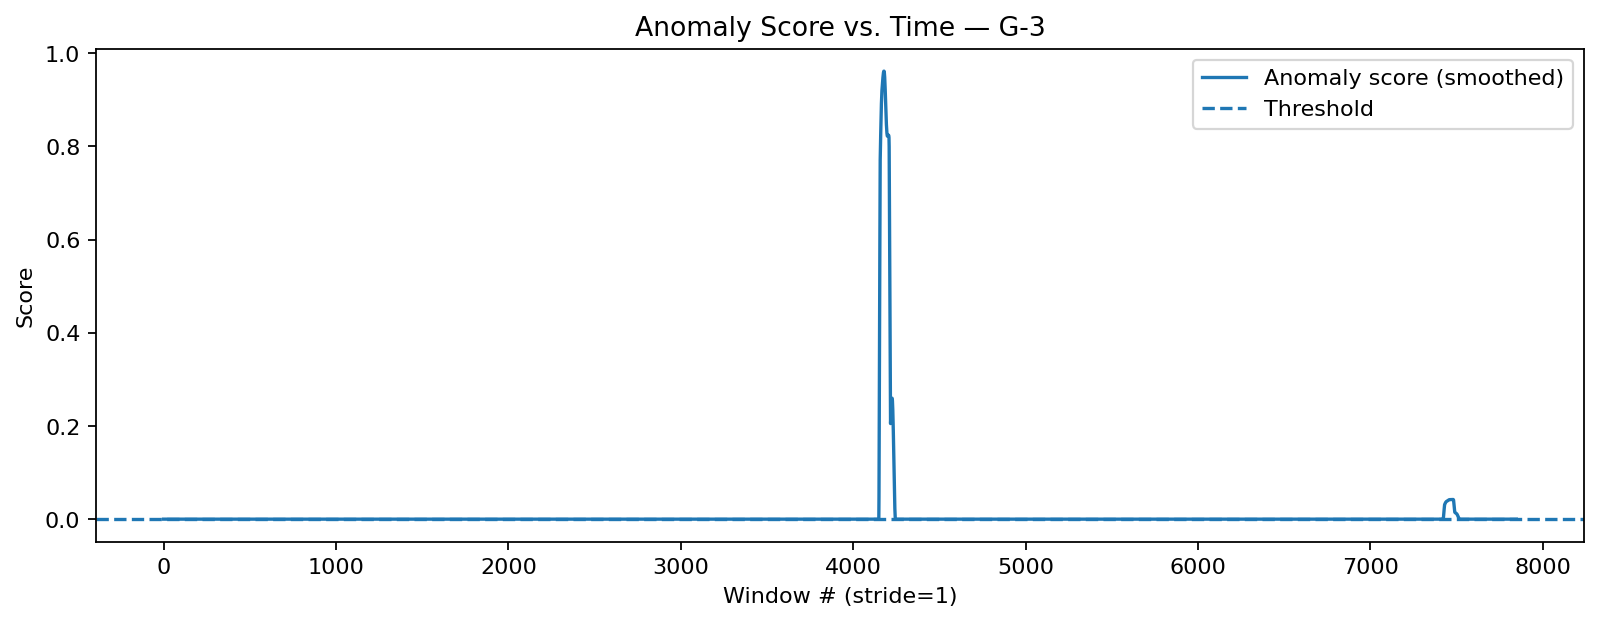 Anomaly Score vs. Time — G-3
1.0
0.8
0.6
0.4
0.2
0.0
Score
Anomaly score (smoothed)
Threshold
0 1000 2000 3000 4000 5000 6000 7000 8000
Window # (stride=1)